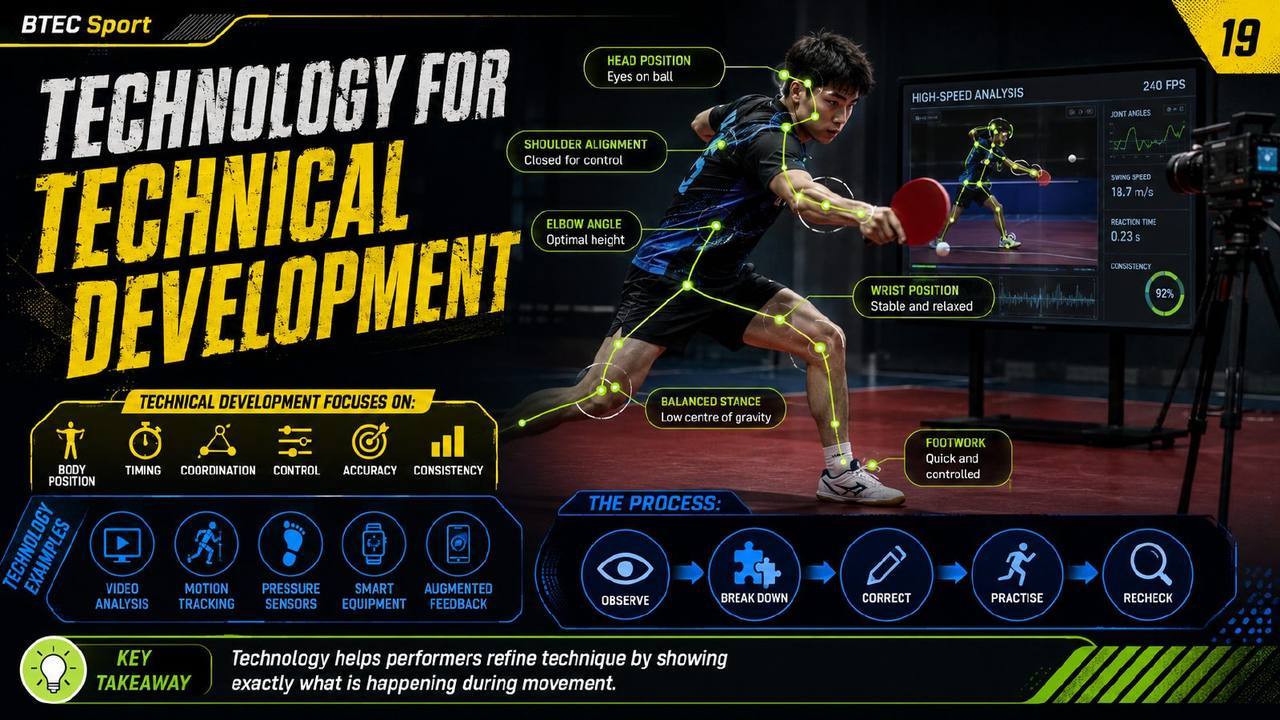 BTEC Sport
19
TECHNOLOGY FOR
TECHNICAL
DEVELOPMENT
HEAD POSITION
Eyes on ball
SHOULDER ALIGNMENT
Closed for control
ELBOW ANGLE
Optimal height
WRIST POSITION
Stable and relaxed
BALANCED STANCE
Low centre of gravity
FOOTWORK
Quick and
controlled
HIGH-SPEED ANALYSIS
240 FPS
JOINT ANGLES
SWING SPEED
18.7 m/s
REACTION TIME
0.23 s
CONSISTENCY
92%
TECHNICAL DEVELOPMENT FOCUSES ON:
BODY
POSITION
TIMING
COORDINATION
CONTROL
ACCURACY
CONSISTENCY
TECHNOLOGY
EXAMPLES
VIDEO
ANALYSIS
MOTION
TRACKING
PRESSURE
SENSORS
SMART
EQUIPMENT
AUGMENTED
FEEDBACK
THE PROCESS:
OBSERVE
BREAK DOWN
CORRECT
PRACTISE
RECHECK
KEY
TAKEAWAY
Technology helps performers refine technique by showing
exactly what is happening during movement.